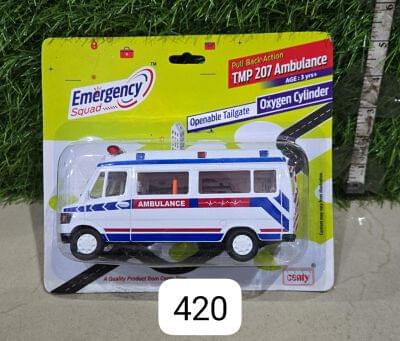 Pull Back Action
TMP 207 Ambulance
AGE : 3 yrs+
Emergency
Squad
TM
Openable Tailgate
Oxygen Cylinder
AMBULANCE
A Quality Product from
centy
420